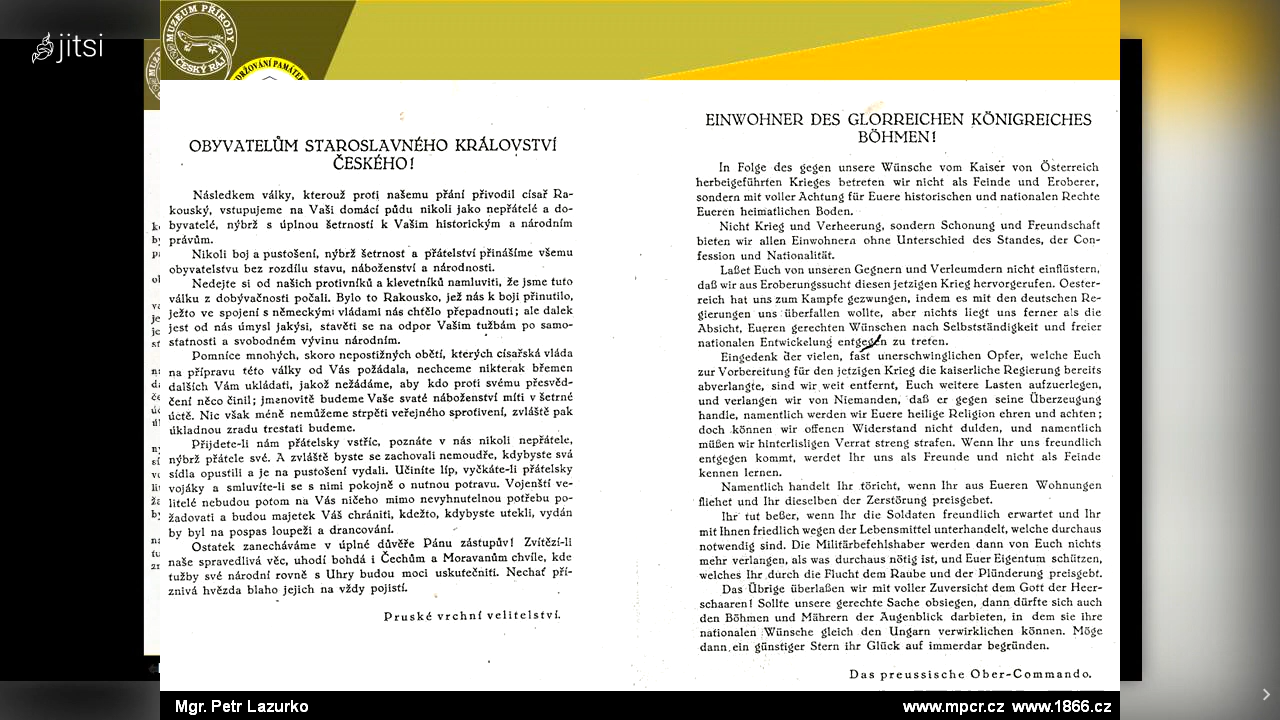 jitsi
MUZEUM PŘÍRODY
ČESKÝ RÁJ
OBYVATELŮM STAROSLAVNÉHO KRÁLOVSTVÍ
ČESKÉHO!
Následkem války, kterouž proti našemu přání přivodil císař Ra-
kouský, vstupujeme na Vaši domácí půdu nikoli jako nepřátelé a do-
byvatelé, nýbrž s úplnou šetrností k Vašim historickým a národním
právům.
Nikoli boj a pustošení, nýbrž šetrnost a přátelství přinášíme všemu
obyvatelstvu bez rozdílu stavu, náboženství a národnosti.
Nedejte si od našich protivníků a klevetníků namluviti, že jsme tuto
válku z dobyvačnosti počali. Bylo to Rakousko, jež nás k boji přinutilo,
ježto ve spojení s německými vládami nás chtělo přepadnouti; ale dalek
jest od nás úmysl jakýsi, stavěti se na odpor Vašim tužbám po samo-
statnosti a svobodném vývinu národním.
Pomníce mnohých, skoro nepostižných obětí, kterých císařská vláda
na přípravu této války od Vás požádala, nechceme nikterak břemen
dalších Vám ukládati, jakož nežádáme, aby kdo proti svému přesvěd-
čení něco činil; jmenovitě budeme Vaše svaté náboženství míti v šetrné
úctě. Nic však méně nemůžeme strpěti veřejného sprotivení, zvláště pak
úkladnou zradu trestati budeme.
Přijdete-li nám přátelsky vstříc, poznáte v nás nikoli nepřátele,
nýbrž přátele své. A zvláště byste se zachovali nemoudře, kdybyste svá
sídla opustili a je na pustošení vydali. Učiníte líp, vyčkáte-li přátelsky
vojáky a smluvíte-li se s nimi pokojně o nutnou potravu. Vojenští ve-
litelé nebudou potom na Vás ničeho mimo nevyhnutelnou potřebu po-
žadovati a budou majetek Váš chrániti, kdežto, kdybyste utekli, vydán
by byl na pospas loupeži a drancování.
Ostatek zanecháváme v úplné důvěře Pánu zástupův! Zvítězí-li
naše spravedlivá věc, uhodí bohdá i Čechům a Moravanům chvíle, kde
tužby své národní rovně s Uhry budou moci uskutečniti. Nechať pří-
znivá hvězda blaho jejich na vždy pojistí.
Pruské vrchní velitelství.
EINWOHNER DES GLORREICHEN KÖNIGREICHES
BÖHMEN!
In Folge des gegen unsere Wünsche vom Kaiser von Österreich
herbeigeführten Krieges betreten wir nicht als Feinde und Eroberer,
sondern mit voller Achtung für Euere historischen und nationalen Rechte
Eueren heimatlichen Boden.
Nicht Krieg und Verheerung, sondern Schonung und Freundschaft
bieten wir allen Einwohnern ohne Unterschied des Standes, der Con-
fession und Nationalität.
Laßet Euch von unseren Gegnern und Verleumdern nicht einflüstern,
daß wir aus Eroberungssucht diesen jetzigen Krieg hervorgerufen. Oester-
reich hat uns zum Kampfe gezwungen, indem es mit den deutschen Re-
gierungen uns überfallen wollte, aber nichts liegt uns ferner als die
Absicht, Eueren gerechten Wünschen nach Selbstständigkeit und freier
nationalen Entwickelung entgegen zu treten.
Eingedenk der vielen, fast unerschwinglichen Opfer, welche Euch
zur Vorbereitung für den jetzigen Krieg die kaiserliche Regierung bereits
abverlangte, sind wir weit entfernt, Euch weitere Lasten aufzuerlegen,
und verlangen wir von Niemanden, daß er gegen seine Überzeugung
handle, namentlich werden wir Euere heilige Religion ehren und achten;
doch können wir offenen Widerstand nicht dulden, und namentlich
müßen wir hinterlisligen Verrat streng strafen. Wenn Ihr uns freundlich
entgegen kommt, werdet Ihr uns als Freunde und nicht als Feinde
kennen lernen.
Namentlich handelt Ihr töricht, wenn Ihr aus Eueren Wohnungen
fliehet und Ihr dieselben der Zerstörung preisgebet.
Ihr tut beßer, wenn Ihr die Soldaten freundlich erwartet und Ihr
mit Ihnen friedlich wegen der Lebensmittel unterhandelt, welche durchaus
notwendig sind. Die Militärbefehlshaber werden dann von Euch nichts
mehr verlangen, als was durchaus nötig ist, und Euer Eigentum schützen,
welches Ihr durch die Flucht dem Raube und der Plünderung preisgebt.
Das Übrige überlaßen wir mit voller Zuversicht dem Gott der Heer-
schaaren! Sollte unsere gerechte Sache obsiegen, dann dürfte sich auch
den Böhmen und Mährern der Augenblick darbieten, in dem sie ihre
nationalen Wünsche gleich den Ungarn verwirklichen können. Möge
dann ein günstiger Stern ihr Glück auf immerdar begründen.
Das preussische Ober-Commando.
Mgr. Petr Lazurko
www.mpcr.cz www.1866.cz